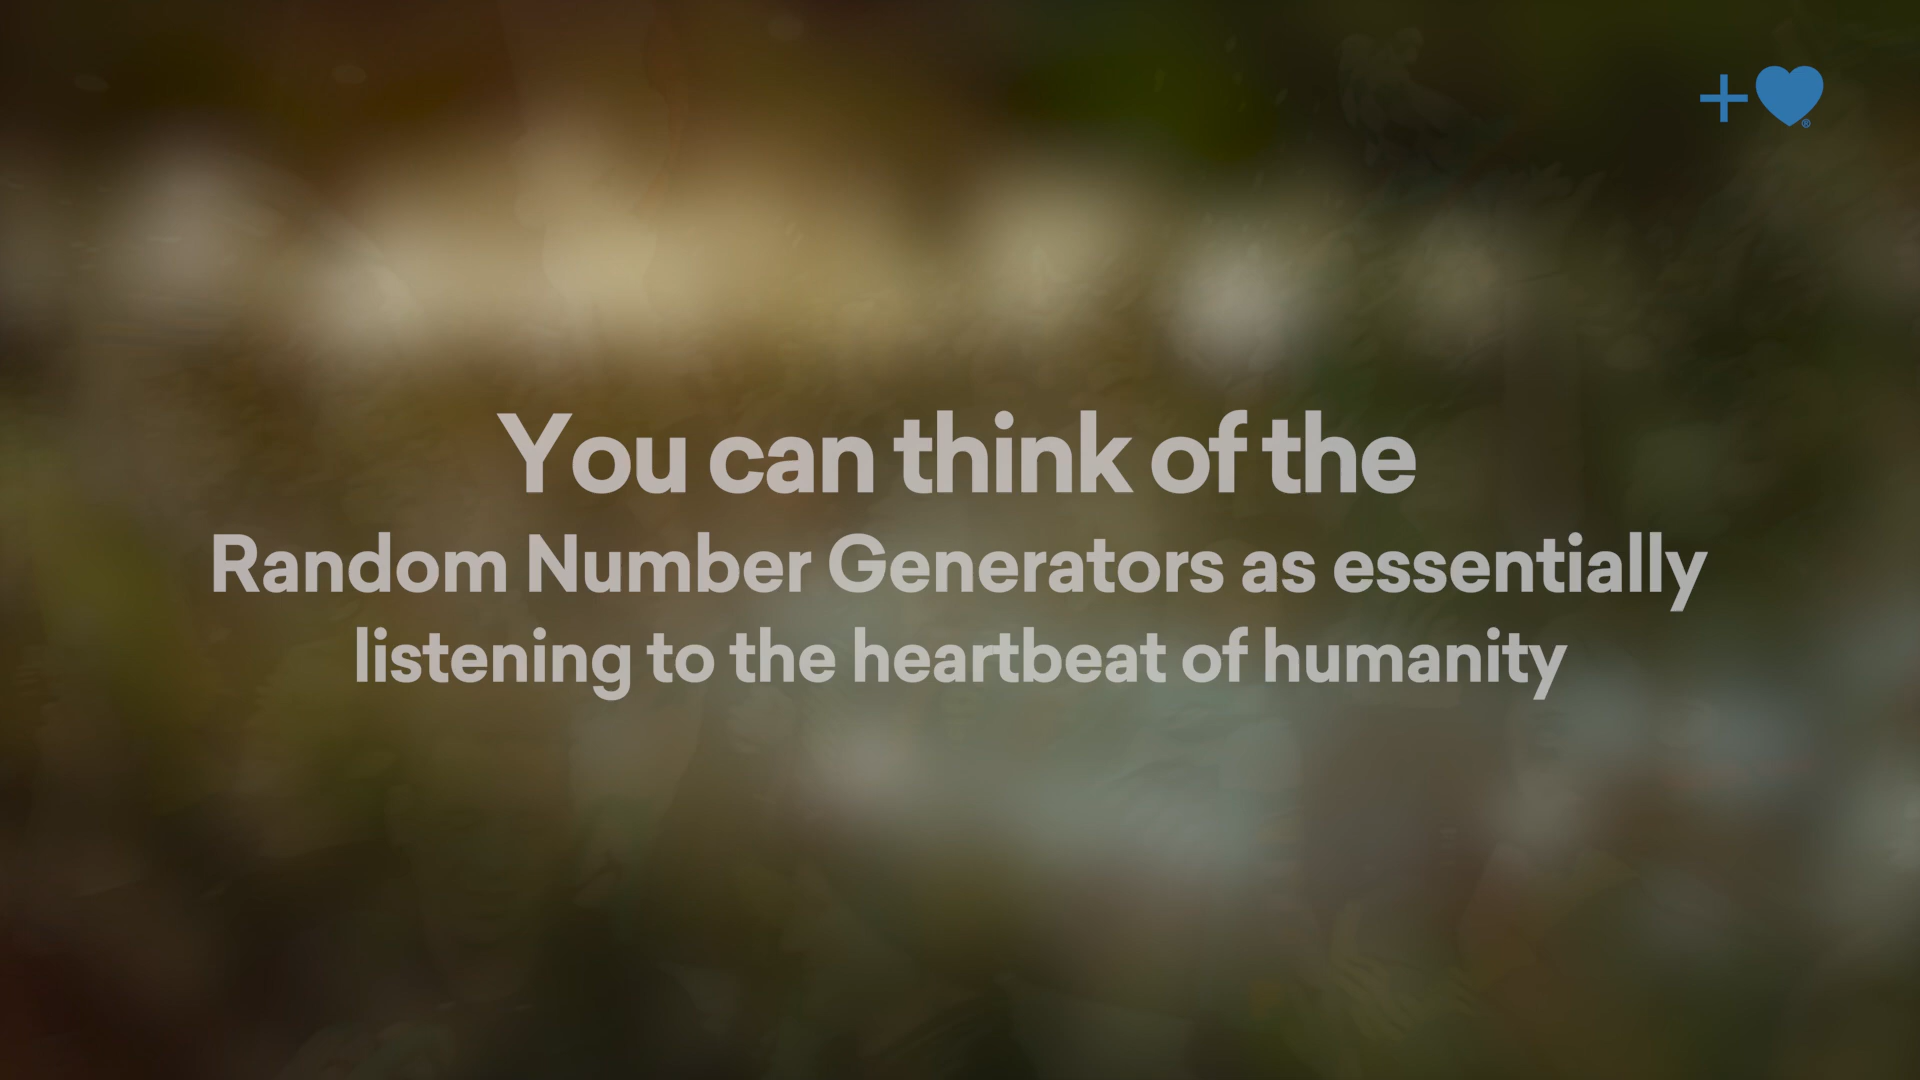 You can think of the
Random Number Generators as essentially
listening to the heartbeat of humanity